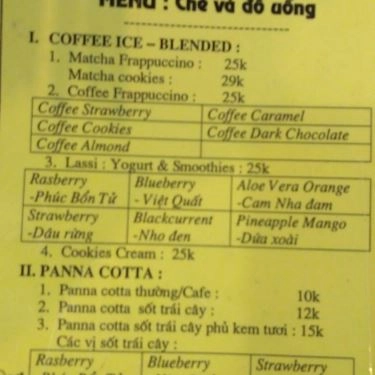 MENU : Chè và đồ uống
I. COFFEE ICE – BLENDED :
1. Matcha Frappuccino : 25k
Matcha cookies : 29k
2. Coffee Frappuccino : 25k
Coffee Strawberry Coffee Caramel
Coffee Cookies Coffee Dark Chocolate
Coffee Almond
3. Lassi : Yogurt & Smoothies : 25k
Rasberry Blueberry Aloe Vera Orange
-Phúc Bồn Tử - Việt Quất -Cam Nha đam
Strawberry Blackcurrent Pineapple Mango
-Dâu rừng -Nho đen -Dứa xoài
4. Cookies Cream : 25k
II. PANNA COTTA :
1. Panna cotta thường/Cafe : 10k
2. Panna cotta sốt trái cây : 12k
3. Panna cotta sốt trái cây phủ kem tươi : 15k
Các vị sốt trái cây :
Rasberry Blueberry Strawberry